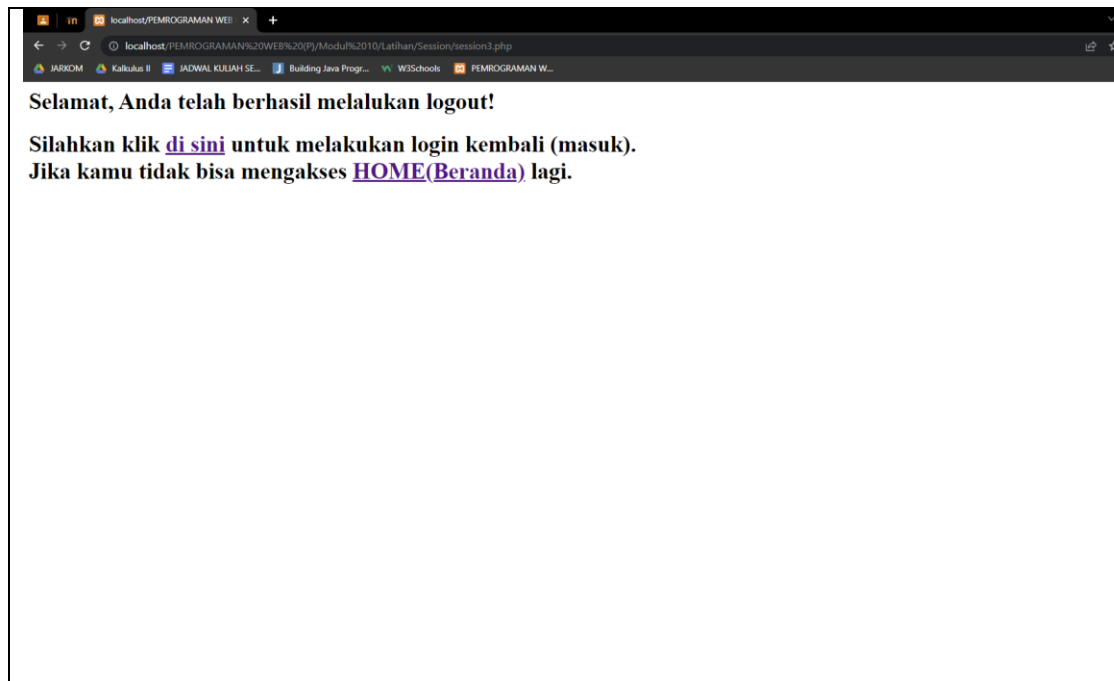 localhost/PEMROGRAMAN WEB
localhost/PEMROGRAMAN%20WEB%20(P)/Modul%2010/Latihan/Session/session3.php
JARKOM Kalkulus II JADWAL KULIAH SE... Building Java Progr... W3Schools PEMROGRAMAN W...
Selamat, Anda telah berhasil melalukan logout!
Silahkan klik di sini untuk melakukan login kembali (masuk).
Jika kamu tidak bisa mengakses HOME(Beranda) lagi.